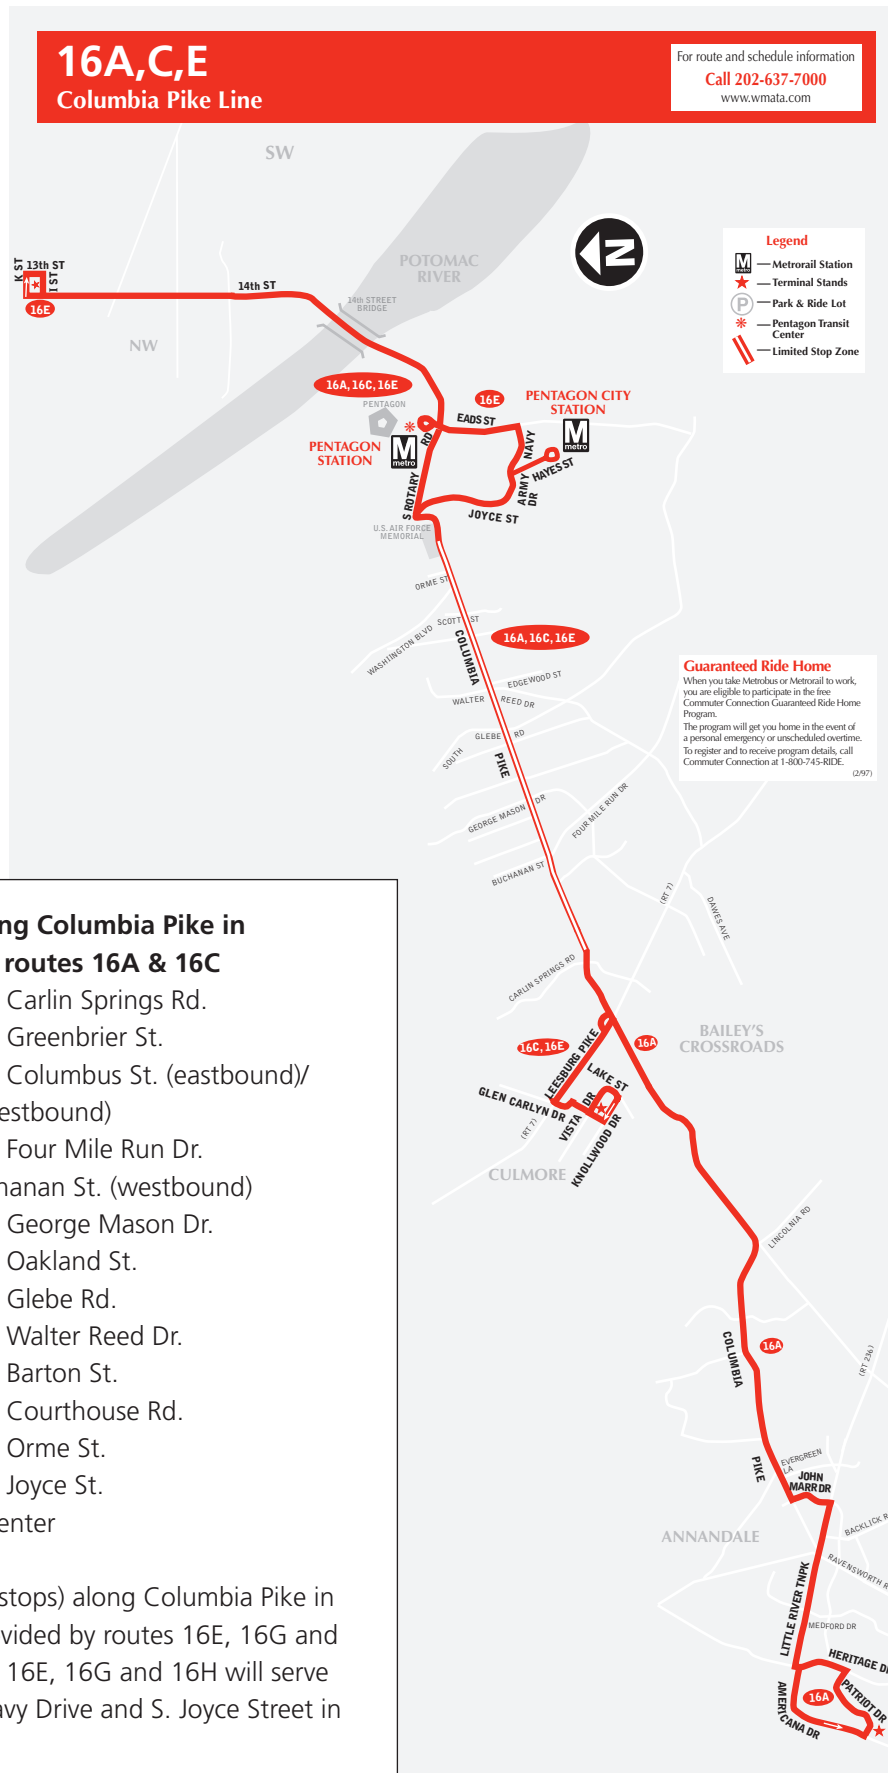 16A,C,E
Columbia Pike Line
For route and schedule information
Call 202-637-7000
www.wmata.com
SW
K ST
13th ST
I ST
14th ST
16E
NW
POTOMAC
RIVER
14th STREET
BRIDGE
N
Legend
M metro
Metrorail Station
Terminal Stands
P
Park & Ride Lot
Pentagon Transit
Center
Limited Stop Zone
16A, 16C, 16E
PENTAGON
16E
EADS ST
PENTAGON CITY
STATION
M
metro
PENTAGON
STATION
M
metro
S ROTARY
RD
ARMY
NAVY
DR
HAYES ST
JOYCE ST
U.S. AIR FORCE
MEMORIAL
ORME ST
SCOTT ST
WASHINGTON BLVD
COLUMBIA
16A, 16C, 16E
EDGEWOOD ST
WALTER REED DR
SOUTH
GLEBE RD
PIKE
GEORGE MASON DR
FOUR MILE RUN DR
BUCHANAN ST
Guaranteed Ride Home
When you take Metrobus or Metrorail to work,
you are eligible to participate in the free
Commuter Connection Guaranteed Ride Home
Program.
The program will get you home in the event of
a personal emergency or unscheduled overtime.
To register and to receive program details, call
Commuter Connection at 1-800-745-RIDE.
(2/97)
(RT 7)
DAWES AVE
CARLIN SPRINGS RD
BAILEY'S
CROSSROADS
16C, 16E
16A
LEESBURG PIKE
LAKE ST
GLEN CARLYN DR
(RT 7)
VISTA DR
KNOLLWOOD DR
CULMORE
LINCOLNIA RD
COLUMBIA
16A
(RT 236)
PIKE
EVERGREEN
LA
JOHN
MARR DR
ANNANDALE
BACKLICK R
RAVENSWORTH R
LITTLE RIVER TNPK
MEDFORD DR
HERITAGE D
16A
PATRIOT DR
AMERICANA DR
ng Columbia Pike in
routes 16A & 16C
Carlin Springs Rd.
Greenbrier St.
Columbus St. (eastbound)/
estbound)
Four Mile Run Dr.
hanan St. (westbound)
George Mason Dr.
Oakland St.
Glebe Rd.
Walter Reed Dr.
Barton St.
Courthouse Rd.
Orme St.
Joyce St.
enter
stops) along Columbia Pike in
vided by routes 16E, 16G and
16E, 16G and 16H will serve
avy Drive and S. Joyce Street in